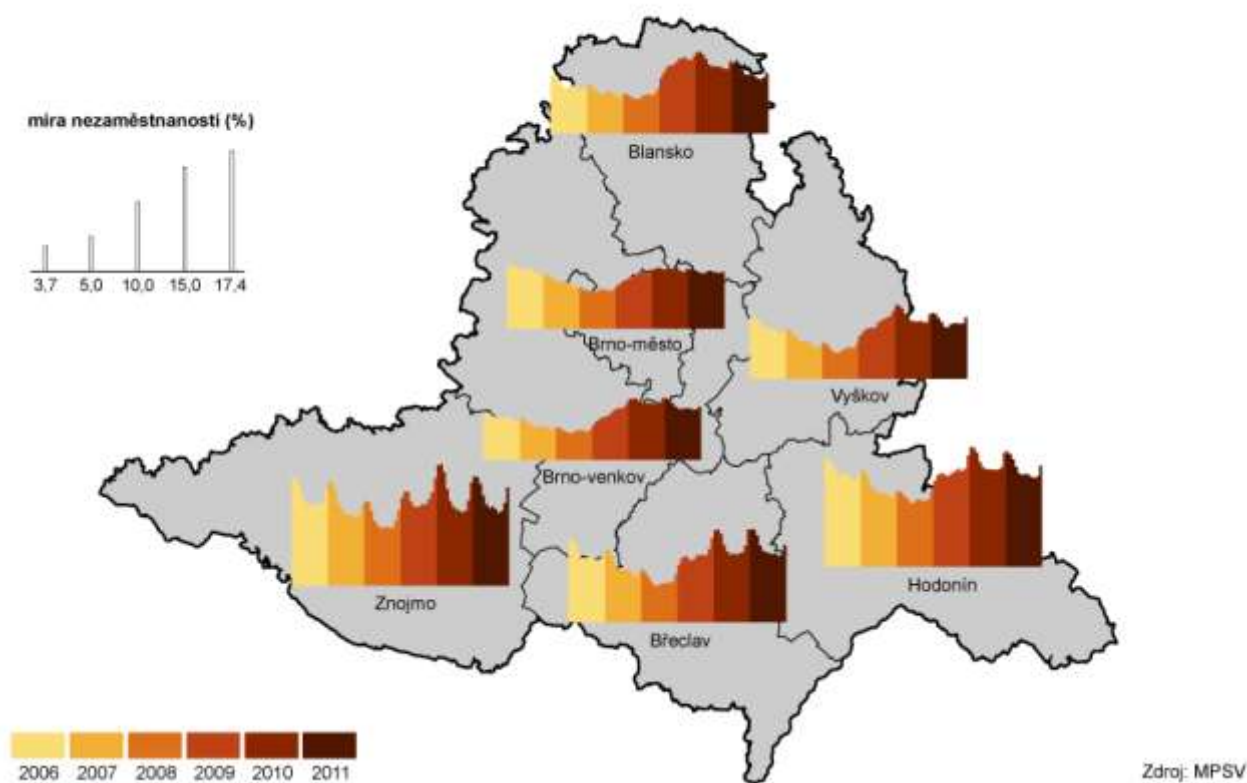 míra nezaměstnanosti (%)
3,7 5,0 10,0 15,0 17,4
Blansko
Brno-město
Vyškov
Brno-venkov
Hodonín
Znojmo
Břeclav
2006 2007 2008 2009 2010 2011
Zdroj: MPSV